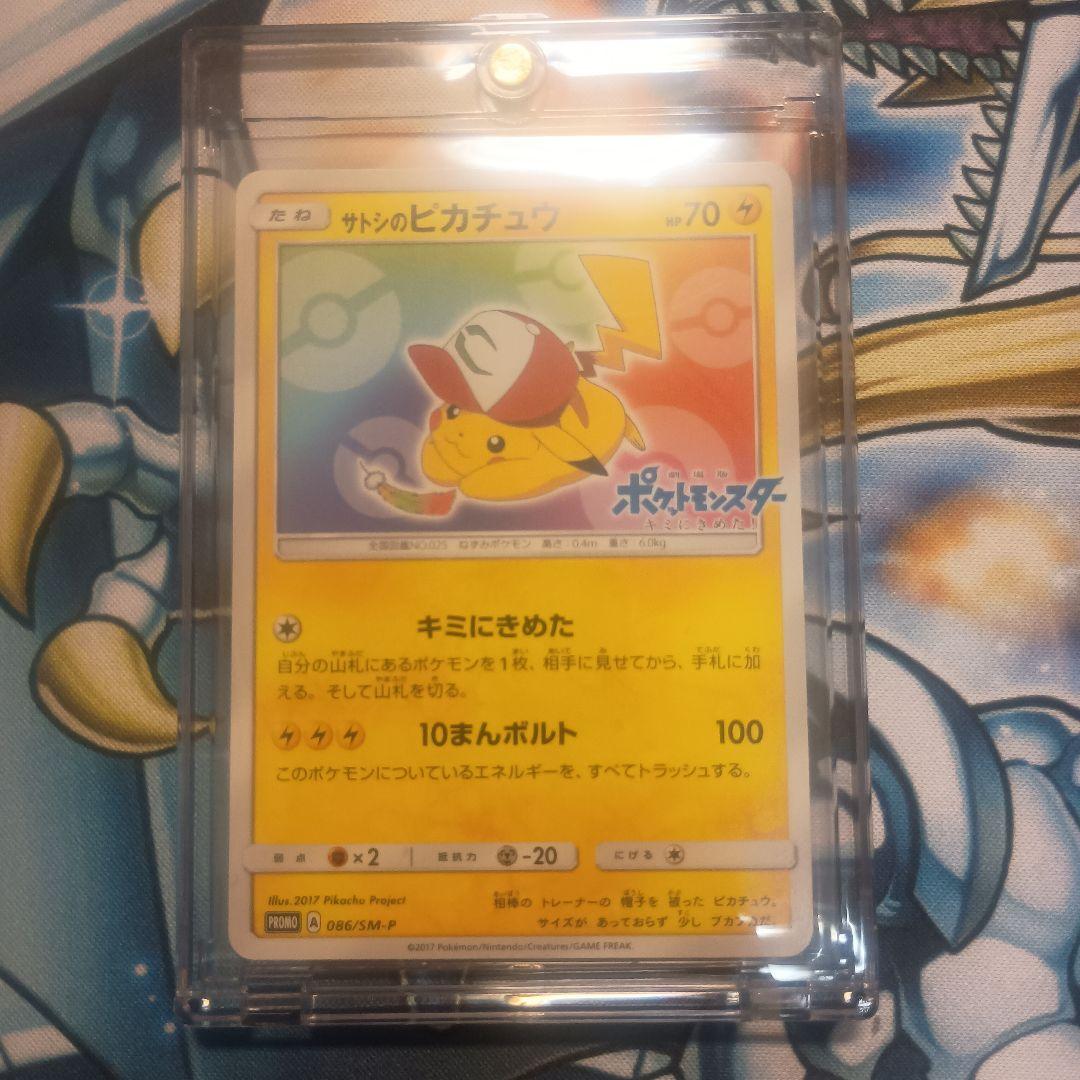 たね サトシのピカチュウ HP 70
劇場版
ポケットモンスター
キミにきめた!
全国図鑑NO.025 ねずみポケモン 高さ:0.4m 重さ:6.0kg
キミにきめた
自分の山札にあるポケモンを1枚、相手に見せてから、手札に加
える。そして山札を切る。
10まんボルト 100
このポケモンについているエネルギーを、すべてトラッシュする。
弱点 ×2 抵抗力 -20 にげる
Illus.2017 Pikachu Project
相棒の トレーナーの 帽子を 被った ピカチュウ。
サイズが あっておらず 少し ブカブカだ。
PROMO A 086/SM-P
©2017 Pokémon/Nintendo/Creatures/GAME FREAK.